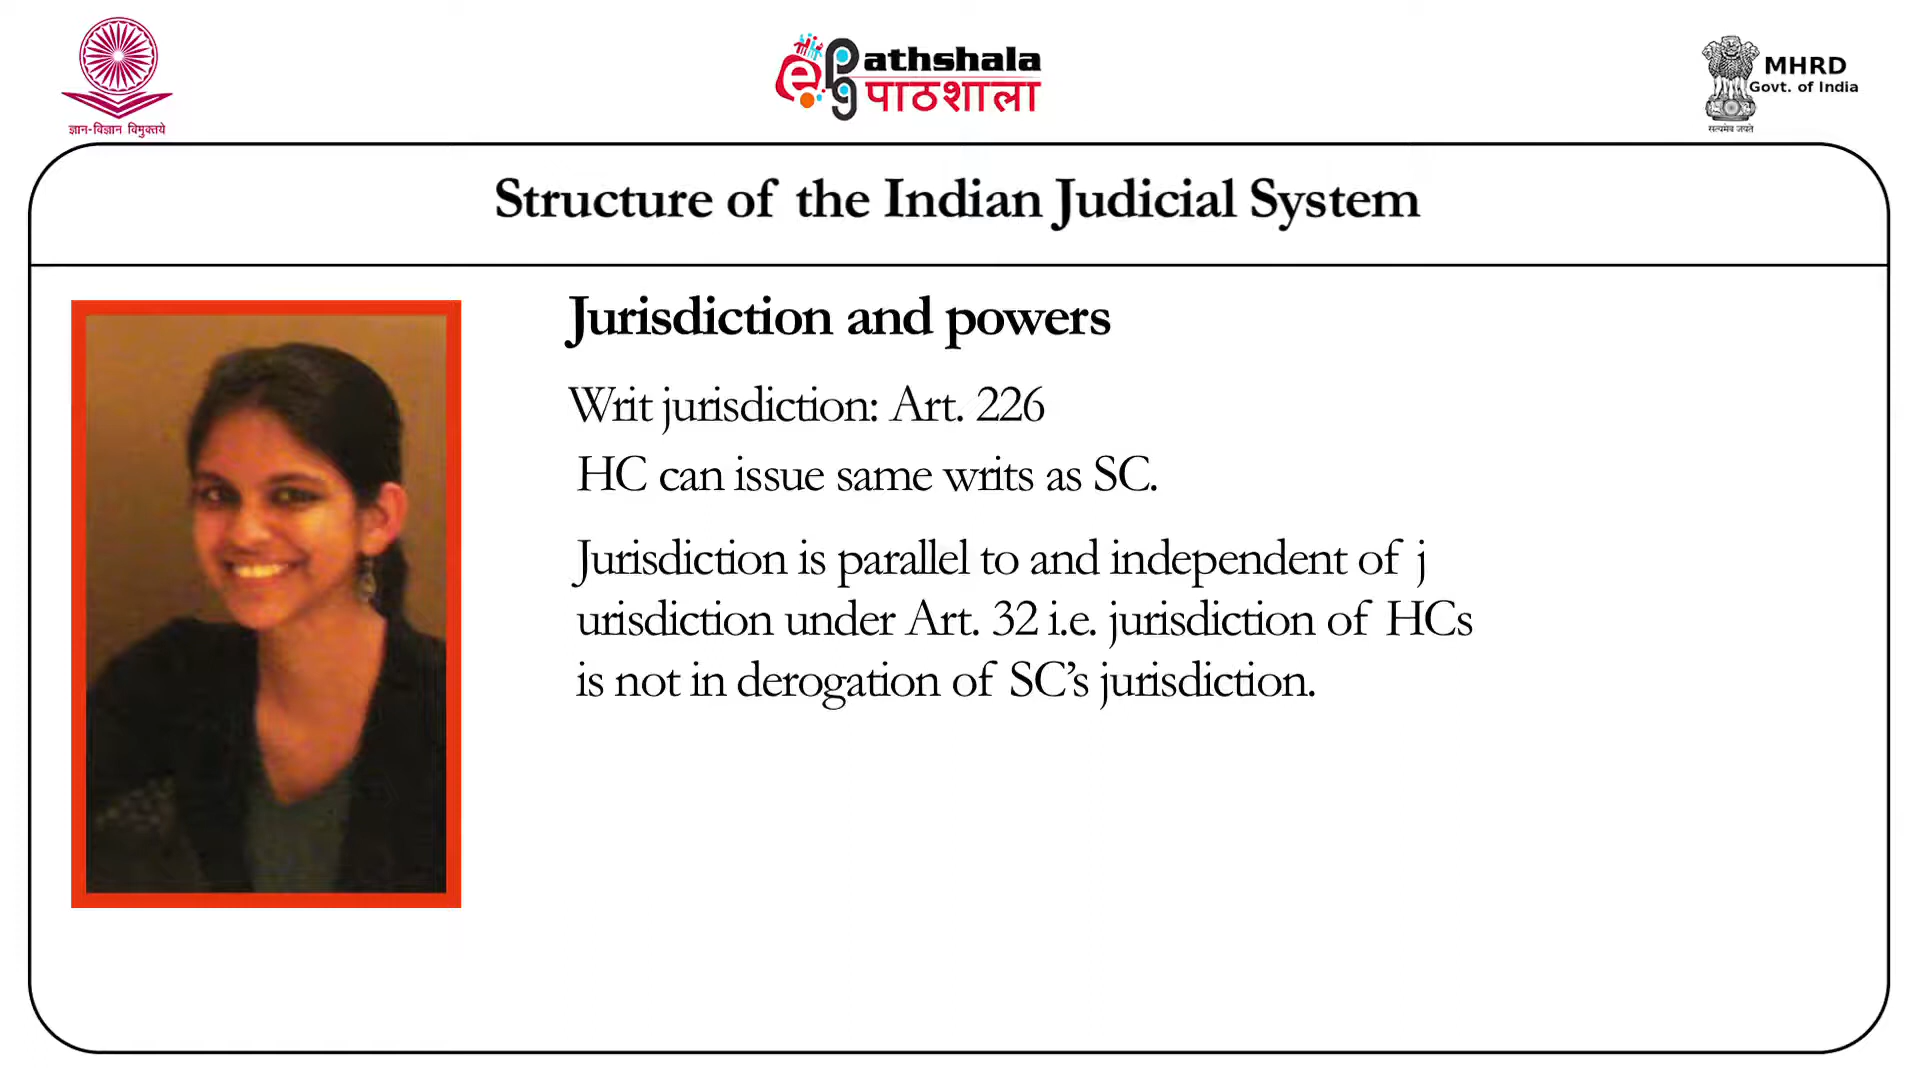 ज्ञान-विज्ञान विमुक्तये
ePG athshala
पाठशाला
MHRD
Govt. of India
सत्यमेव जयते
Structure of the Indian Judicial System
Jurisdiction and powers
Writ jurisdiction: Art. 226
HC can issue same writs as SC.
Jurisdiction is parallel to and independent of j
urisdiction under Art. 32 i.e. jurisdiction of HCs
is not in derogation of SC’s jurisdiction.